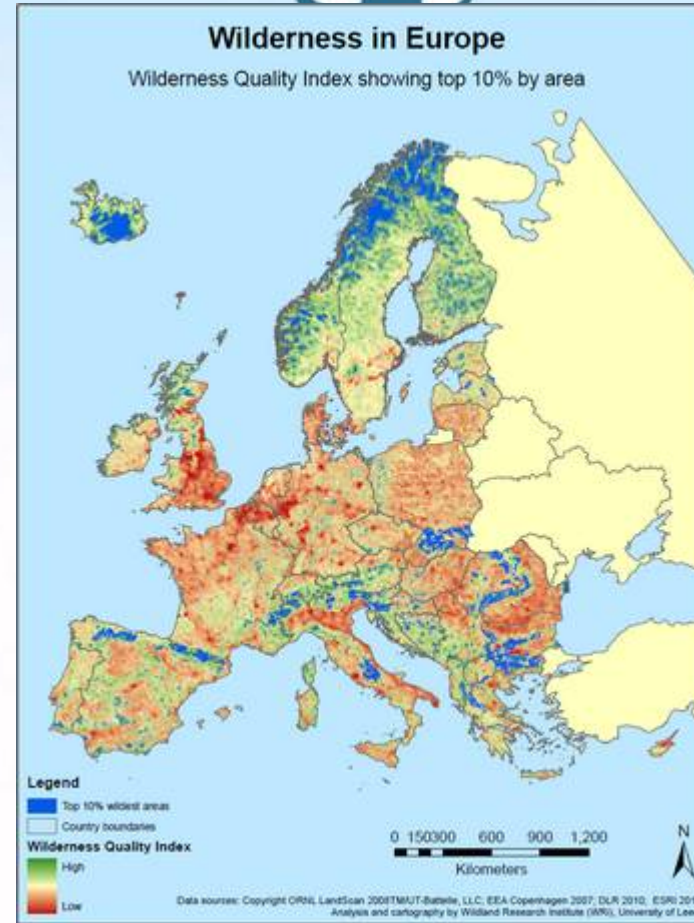 Wilderness in Europe
Wilderness Quality Index showing top 10% by area
Legend
Top 10% wildest areas
Country boundaries
Wilderness Quality Index
High
Low
0 150300 600 900 1,200
Kilometers
N
Data sources: Copyright ORNL LandScan 2008TM/UT-Battelle, LLC; EEA Copenhagen 2007; DLR 2010; ESRI
Analysis and cartography by Wildland Research Institute (WRi), University of